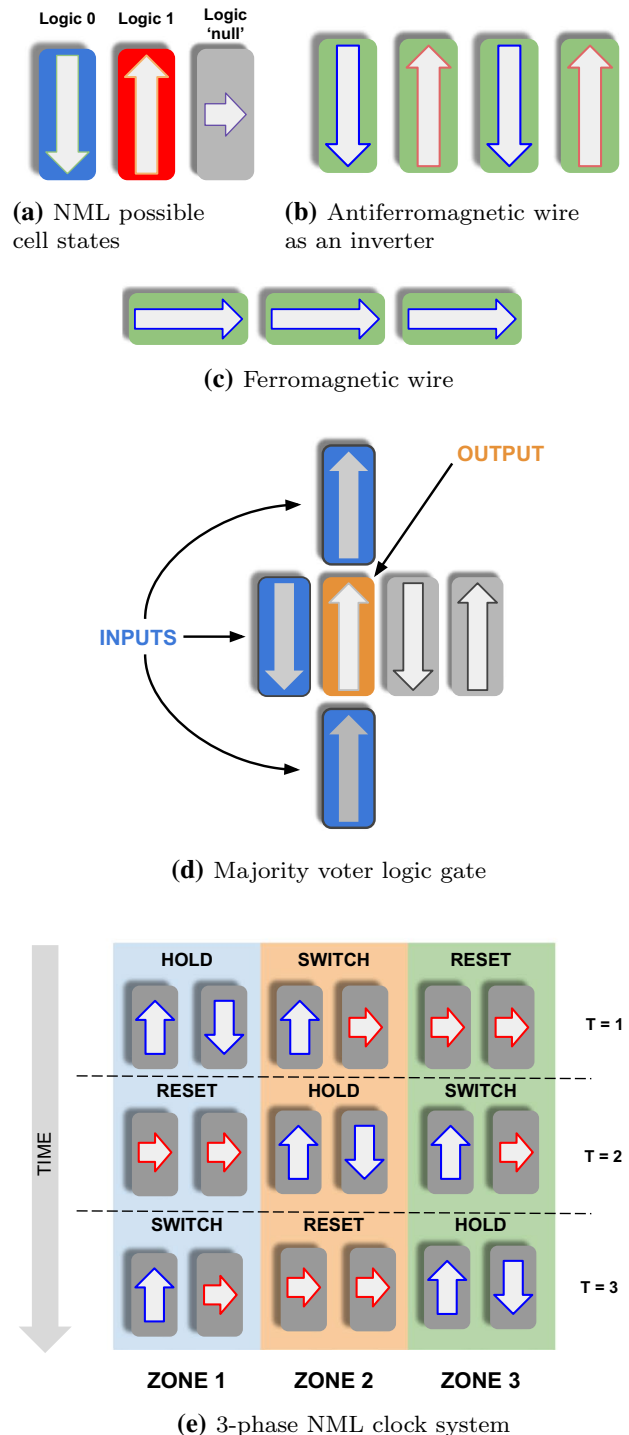 Logic 0 Logic 1 Logic
‘null’
(a) NML possible
cell states
(b) Antiferromagnetic wire
as an inverter
(c) Ferromagnetic wire
OUTPUT
INPUTS
(d) Majority voter logic gate
TIME
HOLD SWITCH RESET
T = 1
RESET HOLD SWITCH
T = 2
SWITCH RESET HOLD
T = 3
ZONE 1 ZONE 2 ZONE 3
(e) 3-phase NML clock system